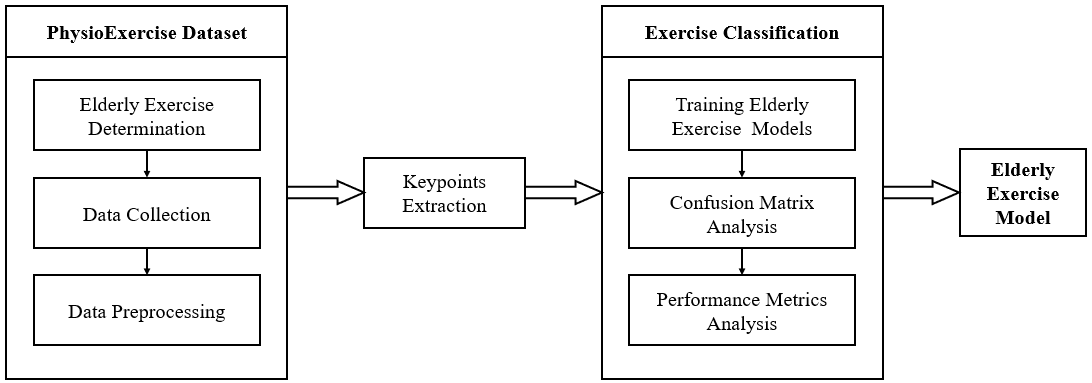 PhysioExercise Dataset
Elderly Exercise
Determination
Data Collection
Data Preprocessing
Keypoints
Extraction
Exercise Classification
Training Elderly
Exercise Models
Confusion Matrix
Analysis
Performance Metrics
Analysis
Elderly
Exercise
Model